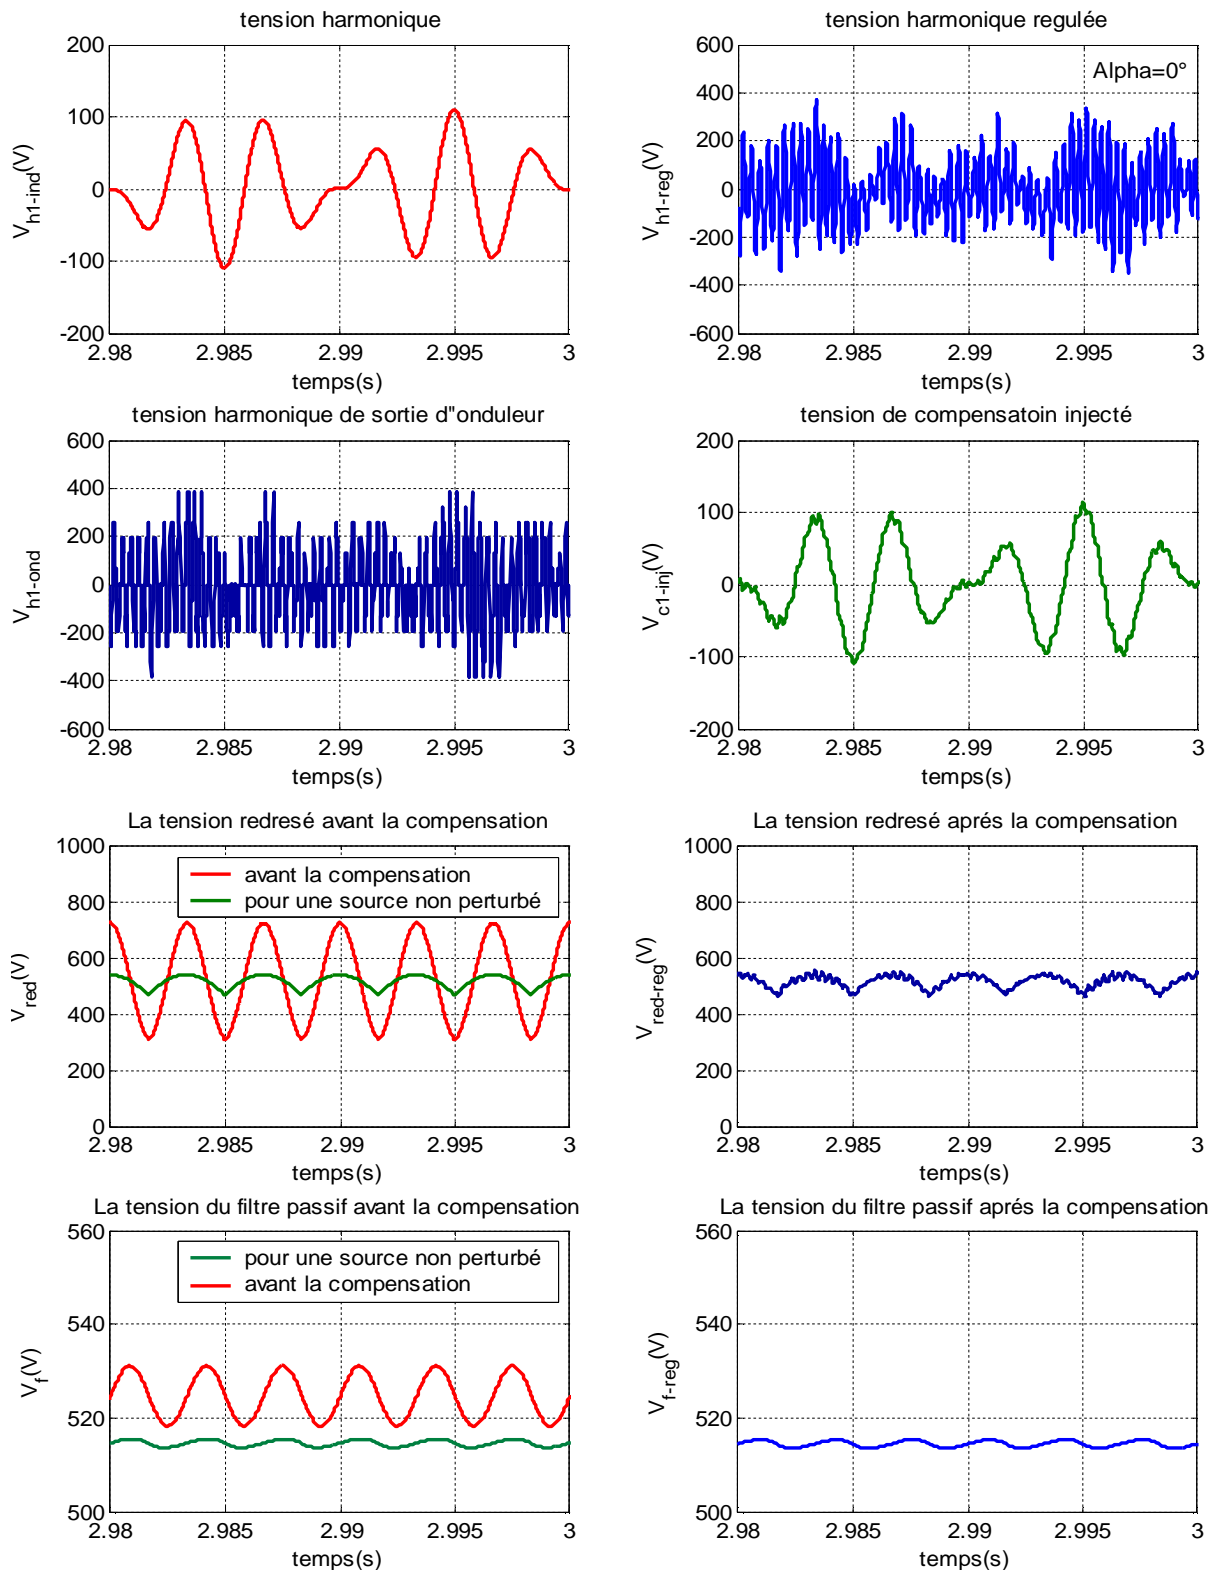 tension harmonique
V_h1-ind(V)
200
100
0
-100
-200
2.98 2.985 2.99 2.995 3
temps(s)
tension harmonique regulée
Alpha=0°
V_h1-reg(V)
600
400
200
0
-200
-400
-600
2.98 2.985 2.99 2.995 3
temps(s)
tension harmonique de sortie d"onduleur
V_h1-ond
600
400
200
0
-200
-400
-600
2.98 2.985 2.99 2.995 3
temps(s)
tension de compensatoin injecté
V_c1-inj(V)
200
100
0
-100
-200
2.98 2.985 2.99 2.995 3
temps(s)
La tension redresé avant la compensation
avant la compensation
pour une source non perturbé
V_red(V)
1000
800
600
400
200
0
2.98 2.985 2.99 2.995 3
temps(s)
La tension redresé aprés la compensation
V_red-reg(V)
1000
800
600
400
200
0
2.98 2.985 2.99 2.995 3
temps(s)
La tension du filtre passif avant la compensation
pour une source non perturbé
avant la compensation
V_f(V)
560
540
520
500
2.98 2.985 2.99 2.995 3
temps(s)
La tension du filtre passif aprés la compensation
V_f-reg(V)
560
540
520
500
2.98 2.985 2.99 2.995 3
temps(s)